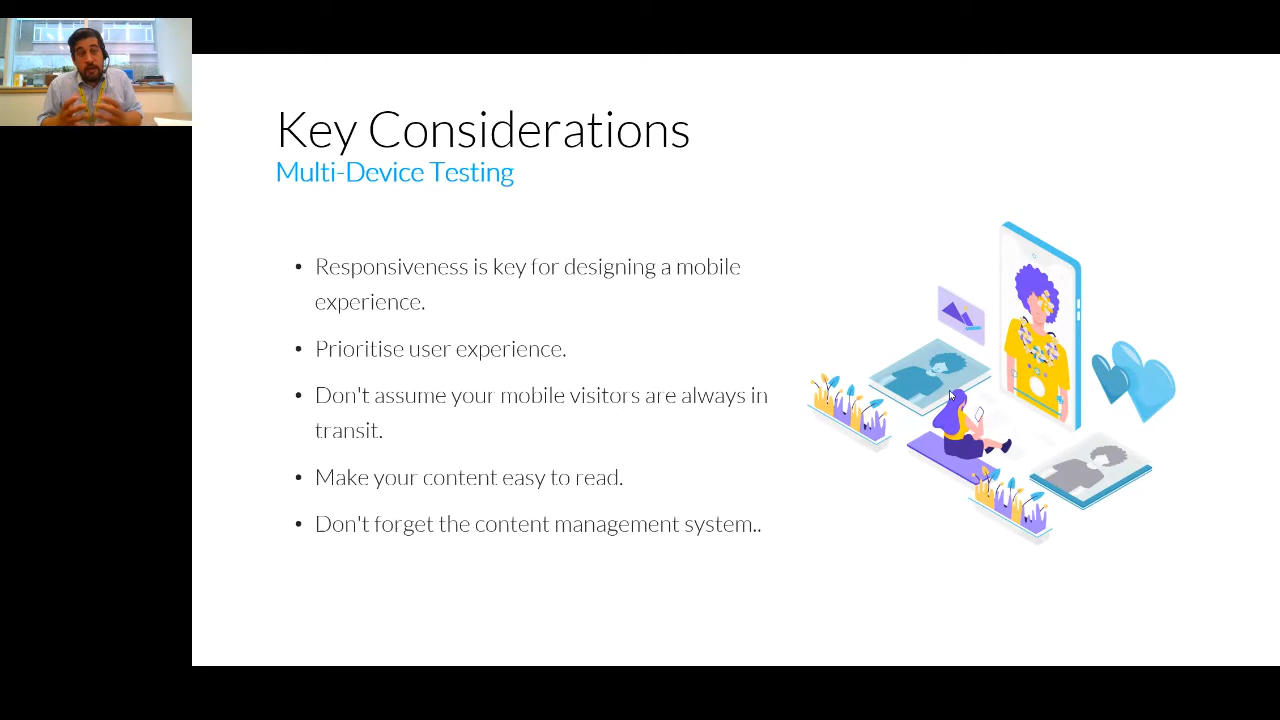 Key Considerations
Multi-Device Testing
• Responsiveness is key for designing a mobile
experience.
• Prioritise user experience.
• Don't assume your mobile visitors are always in
transit.
• Make your content easy to read.
• Don't forget the content management system..